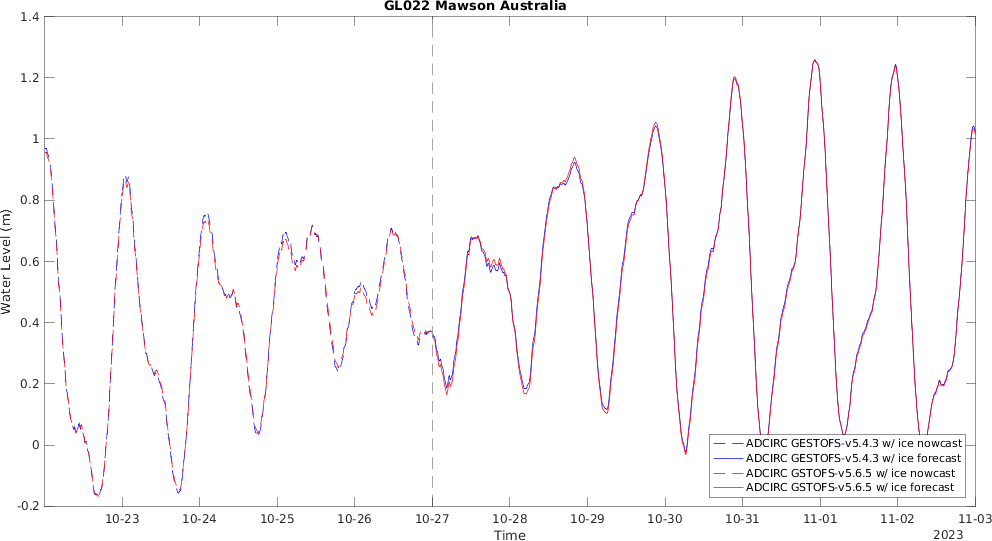 GL022 Mawson Australia
1.4
1.2
1
0.8
0.6
0.4
0.2
0
-0.2
Water Level (m)
ADCIRC GESTOFS-v5.4.3 w/ ice nowcast
ADCIRC GESTOFS-v5.4.3 w/ ice forecast
ADCIRC GSTOFS-v5.6.5 w/ ice nowcast
ADCIRC GSTOFS-v5.6.5 w/ ice forecast
10-23 10-24 10-25 10-26 10-27 10-28 10-29 10-30 10-31 11-01 11-02 11-03
Time
2023